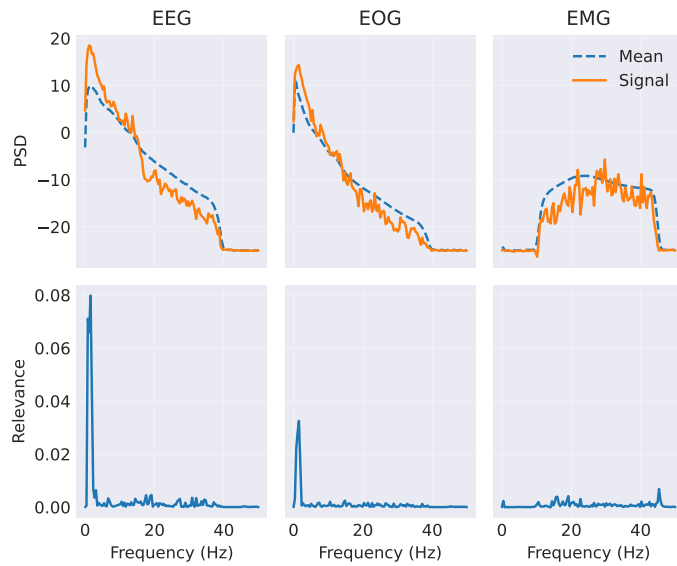 EEG EOG EMG
20
10
0
−10
−20
PSD
Mean
Signal
0.08
0.06
0.04
0.02
0.00
Relevance
0 20 40
0 20 40
0 20 40
Frequency (Hz) Frequency (Hz) Frequency (Hz)